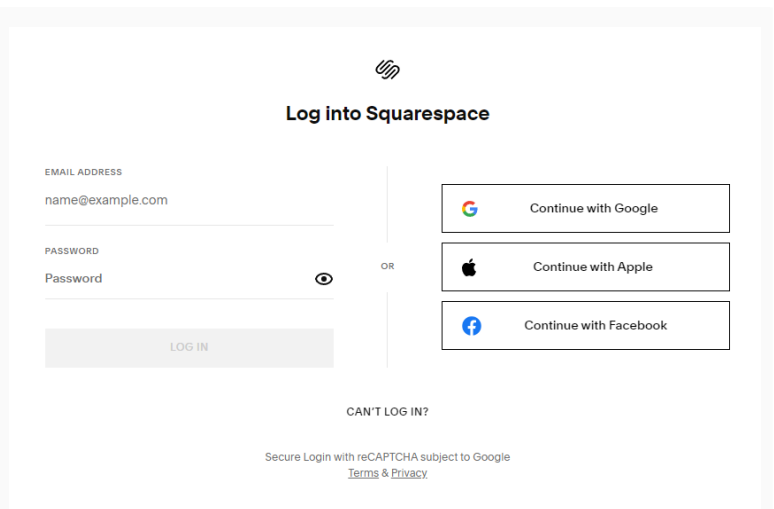 Log into Squarespace
EMAIL ADDRESS
name@example.com
PASSWORD
Password
LOG IN
OR
Continue with Google
Continue with Apple
Continue with Facebook
CAN'T LOG IN?
Secure Login with reCAPTCHA subject to Google
Terms & Privacy